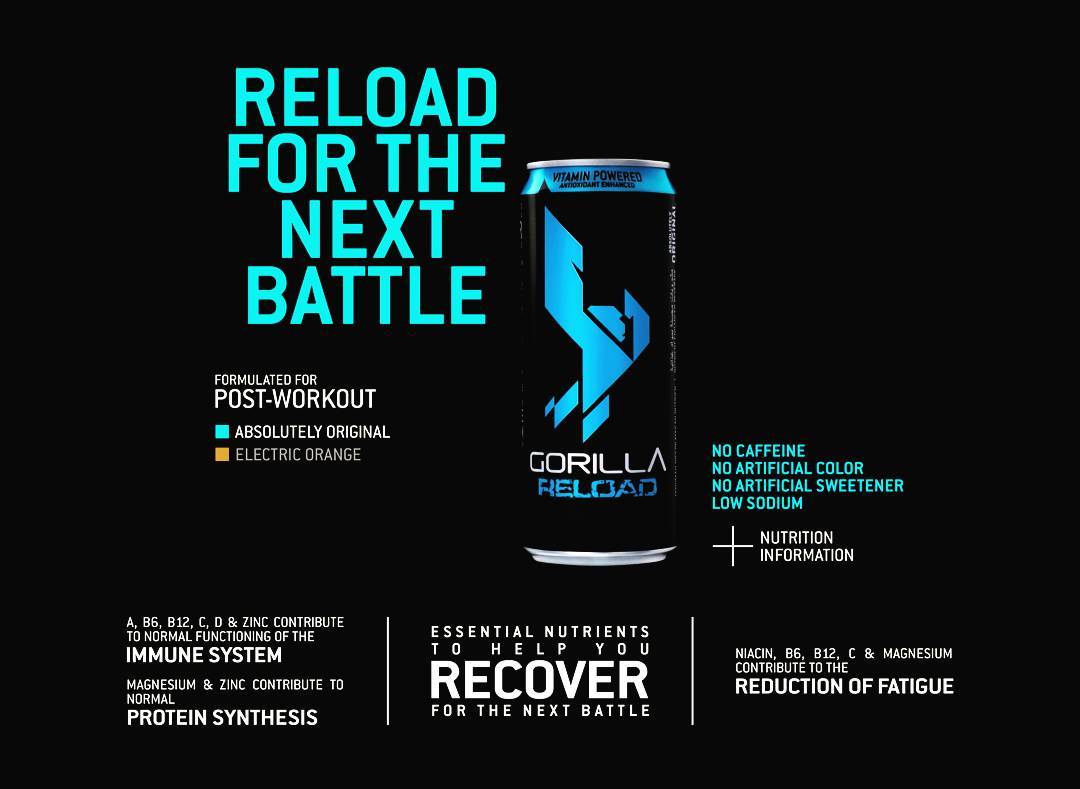 RELOAD
FOR THE
NEXT
BATTLE
VITAMIN POWERED
ANTIOXIDANT ENHANCED
ABSOLUTELY
ORIGINAL
GORILLA
RELOAD
FORMULATED FOR
POST-WORKOUT
ABSOLUTELY ORIGINAL
ELECTRIC ORANGE
NO CAFFEINE
NO ARTIFICIAL COLOR
NO ARTIFICIAL SWEETENER
LOW SODIUM
NUTRITION
INFORMATION
A, B6, B12, C, D & ZINC CONTRIBUTE
TO NORMAL FUNCTIONING OF THE
IMMUNE SYSTEM
MAGNESIUM & ZINC CONTRIBUTE TO
NORMAL
PROTEIN SYNTHESIS
ESSENTIAL NUTRIENTS
TO HELP YOU
RECOVER
FOR THE NEXT BATTLE
NIACIN, B6, B12, C & MAGNESIUM
CONTRIBUTE TO THE
REDUCTION OF FATIGUE